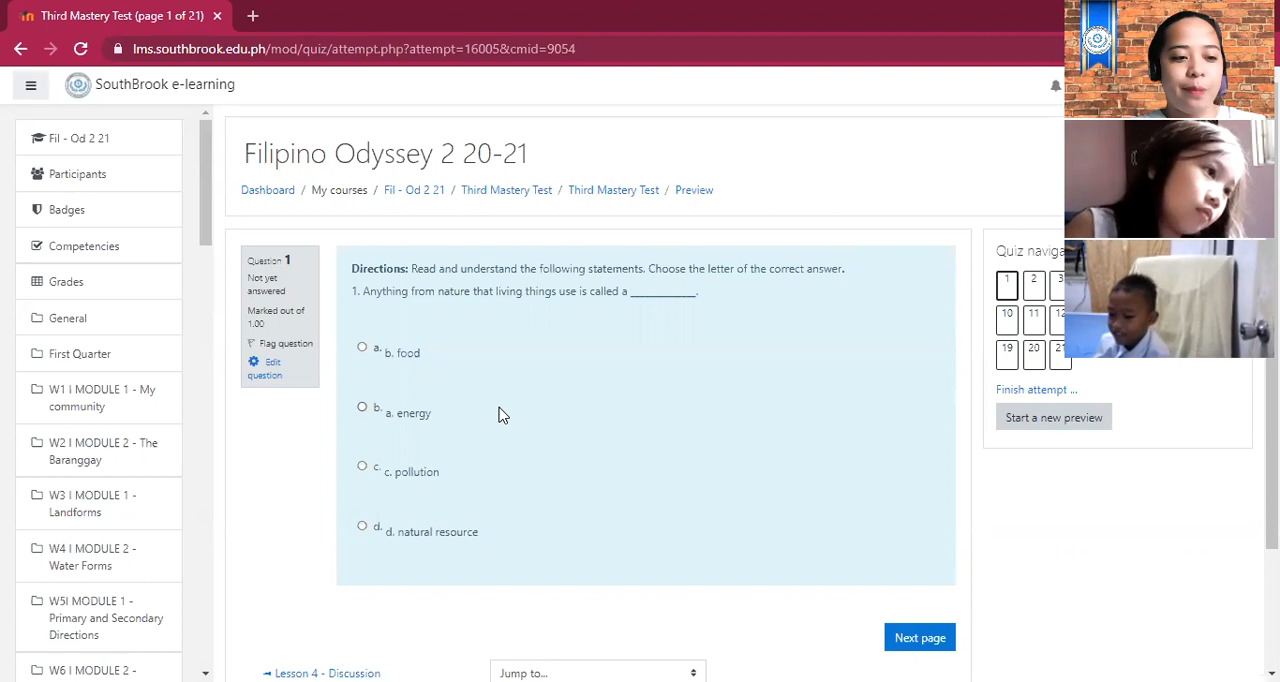 Third Mastery Test (page 1 of 21)
lms.southbrook.edu.ph/mod/quiz/attempt.php?attempt=16005&cmid=9054
SouthBrook e-learning
Fil - Od 2 21
Participants
Badges
Competencies
Grades
General
First Quarter
W1 I MODULE 1 - My
community
W2 I MODULE 2 - The
Baranggay
W3 I MODULE 1 -
Landforms
W4 I MODULE 2 -
Water Forms
W5I MODULE 1 -
Primary and Secondary
Directions
W6 I MODULE 2 -
Filipino Odyssey 2 20-21
Dashboard / My courses / Fil - Od 2 21 / Third Mastery Test / Third Mastery Test / Preview
Question 1
Not yet
answered
Marked out of
1.00
Flag question
Edit
question
Directions: Read and understand the following statements. Choose the letter of the correct answer.
1. Anything from nature that living things use is called a ____________.
a. b. food
b. a. energy
c. c. pollution
d. d. natural resource
Next page
Lesson 4 - Discussion
Jump to...
Quiz naviga
1 2 3
10 11 12
19 20 21
Finish attempt ...
Start a new preview